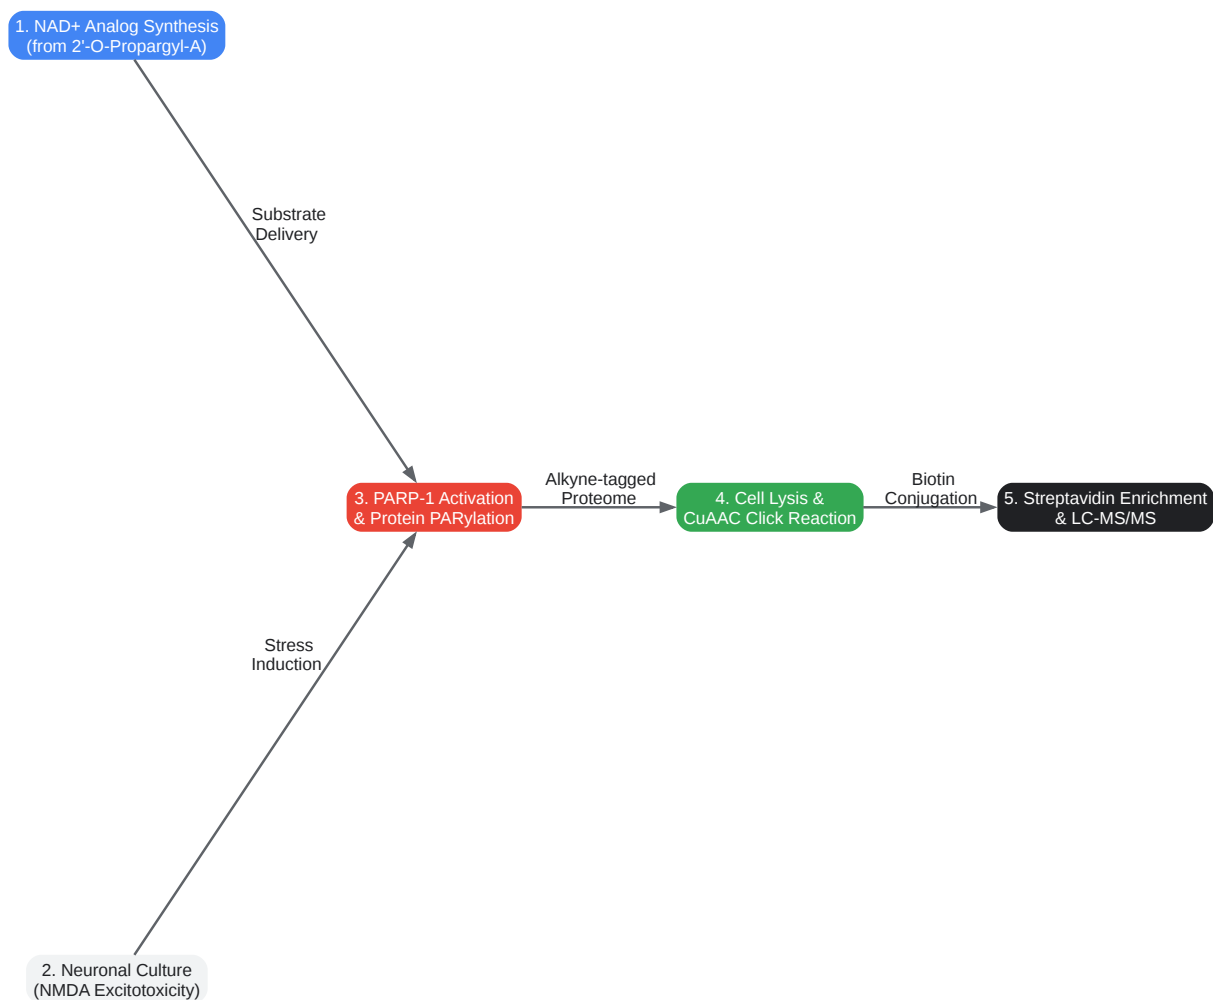 1. NAD+ Analog Synthesis
(from 2'-O-Propargyl-A)
Substrate
Delivery
3. PARP-1 Activation
& Protein PARylation
Alkyne-tagged
Proteome
4. Cell Lysis &
CuAAC Click Reaction
Biotin
Conjugation
5. Streptavidin Enrichment
& LC-MS/MS
Stress
Induction
2. Neuronal Culture
(NMDA Excitotoxicity)